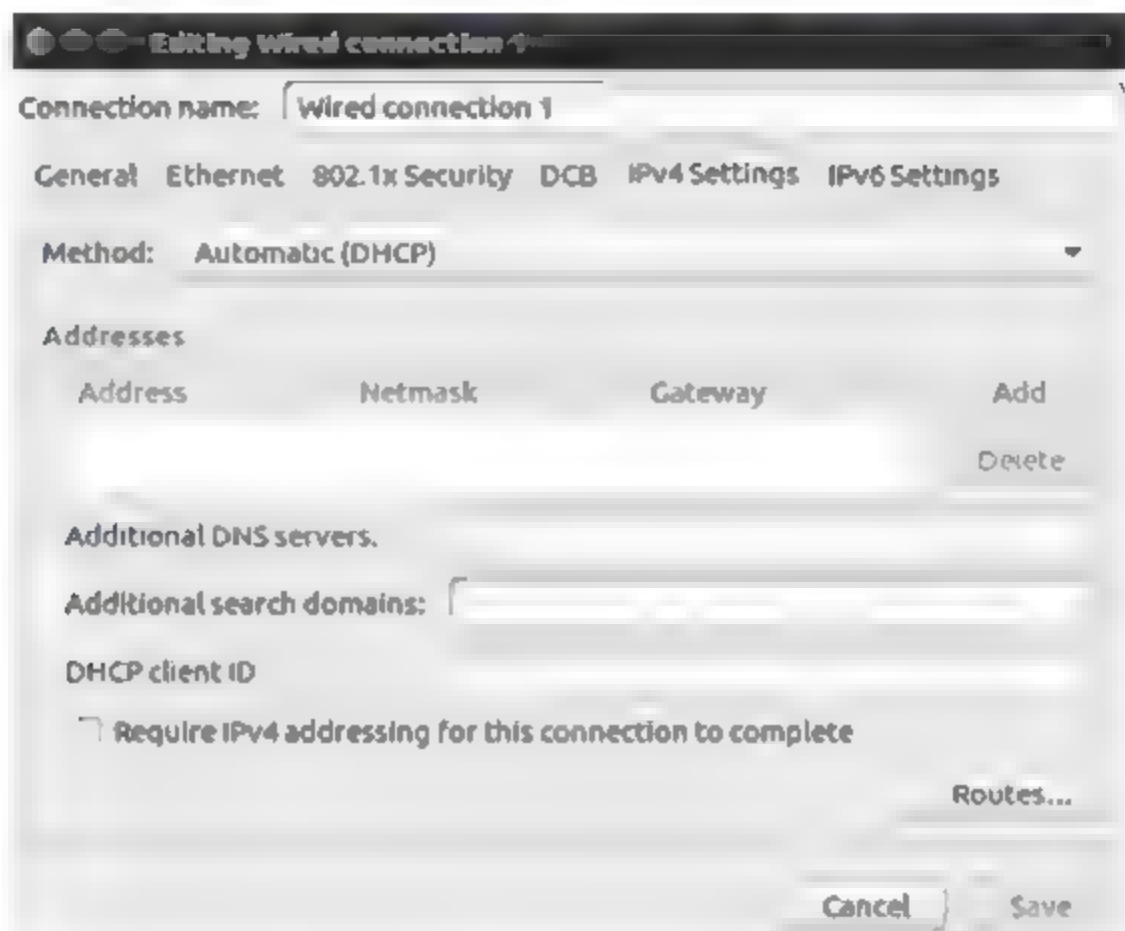 Editing Wired connection 1
Connection name: Wired connection 1
General Ethernet 802.1x Security DCB IPv4 Settings IPv6 Settings
Method: Automatic (DHCP)
Addresses
Address Netmask Gateway Add
Delete
Additional DNS servers:
Additional search domains:
DHCP client ID
Require IPv4 addressing for this connection to complete
Routes...
Cancel Save